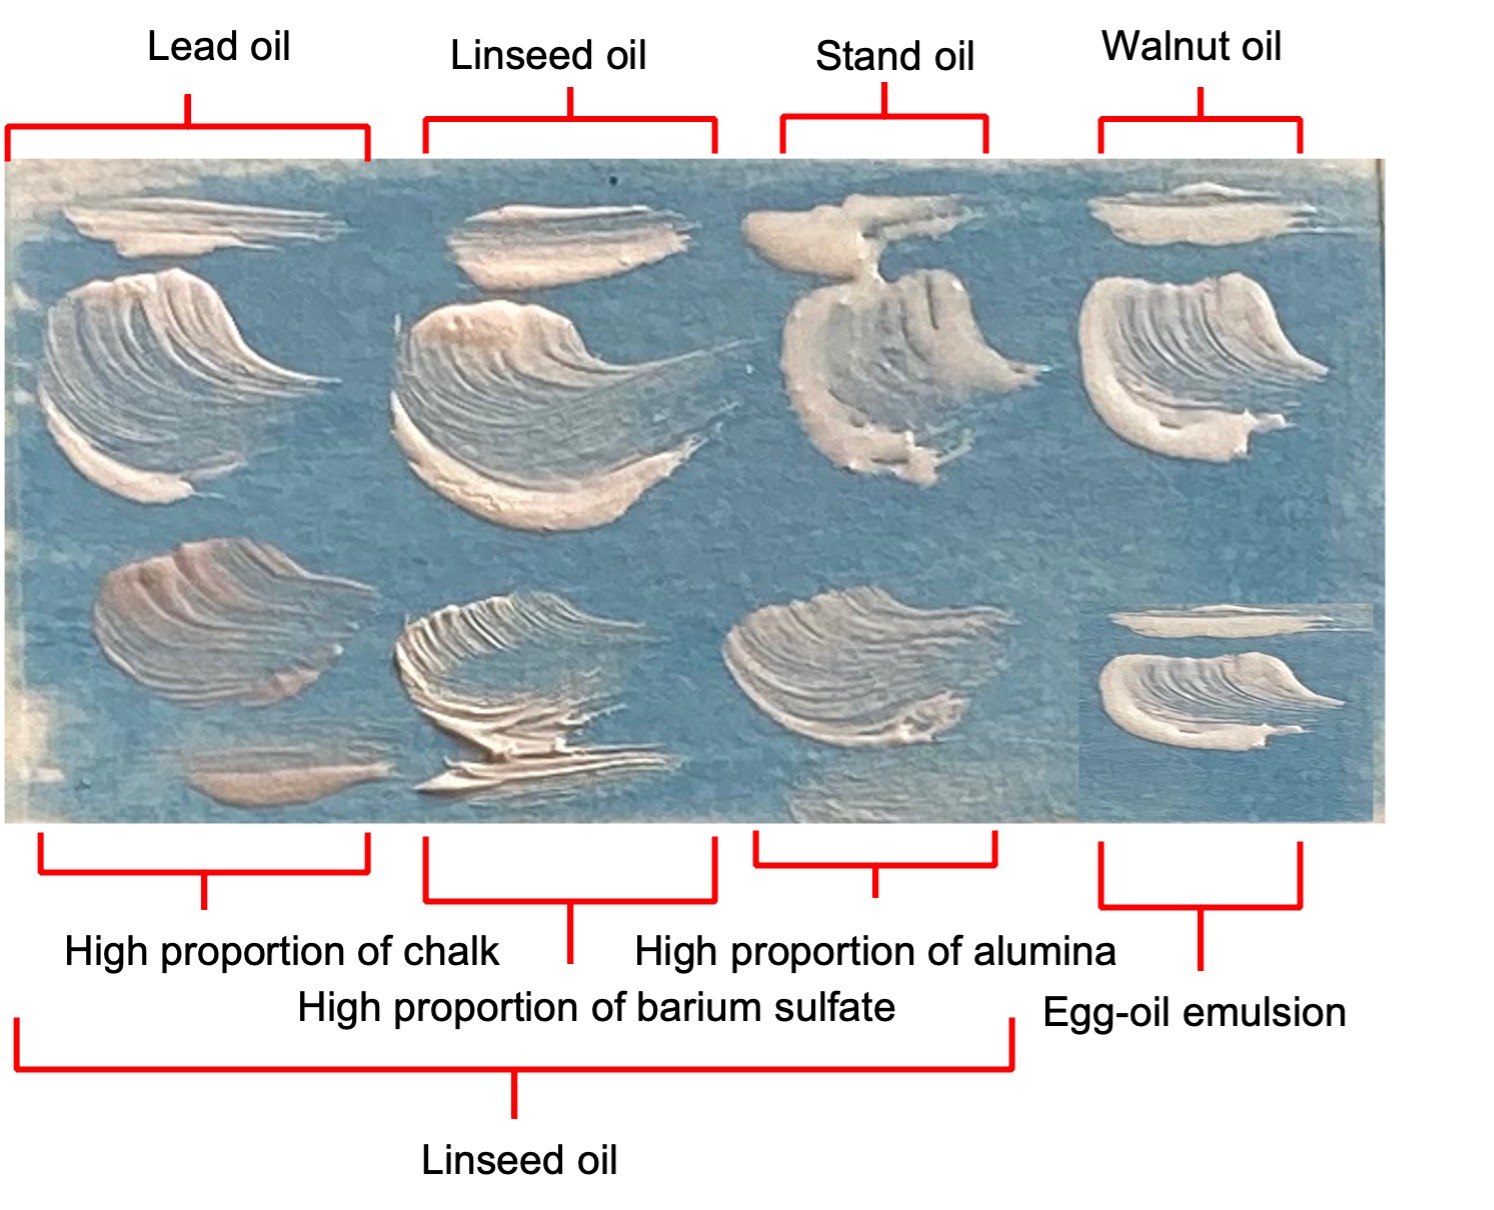 Lead oil
Linseed oil
Stand oil
Walnut oil
High proportion of chalk
High proportion of alumina
High proportion of barium sulfate
Egg-oil emulsion
Linseed oil